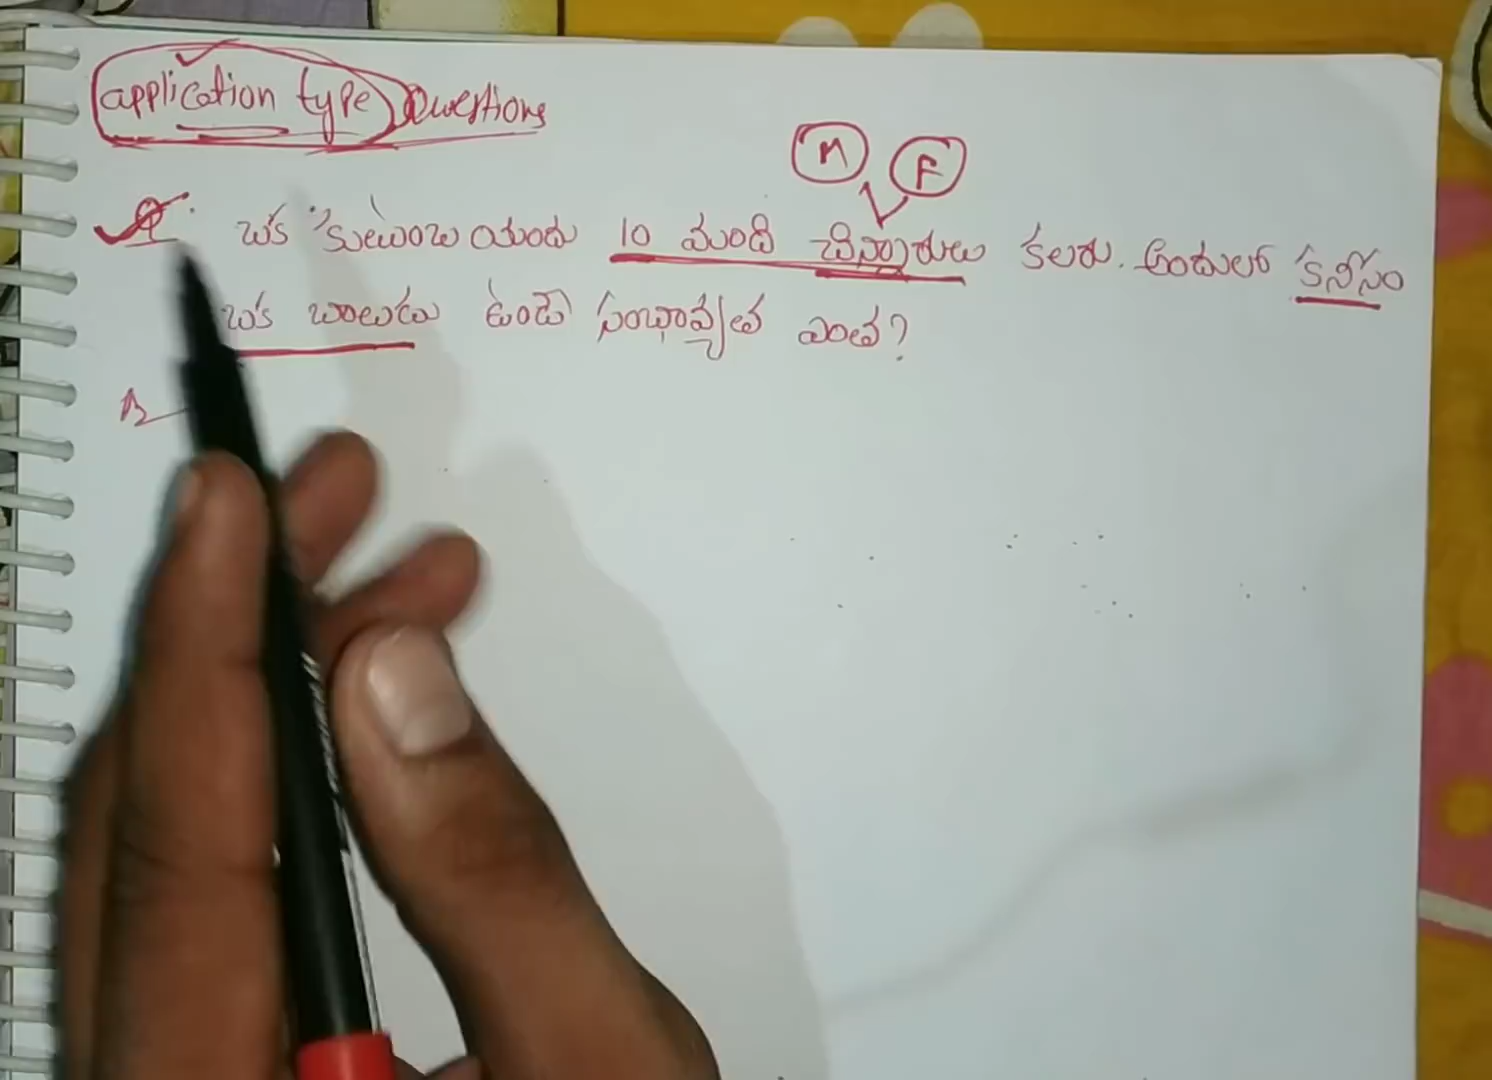 application type Questions
M F
Q. ఒక కుటుంబ యందు 10 మంది చిన్నారులు కలరు. అందులో కనీసం
ఒక బాలుడు ఉండే సంభావ్యత ఎంత?